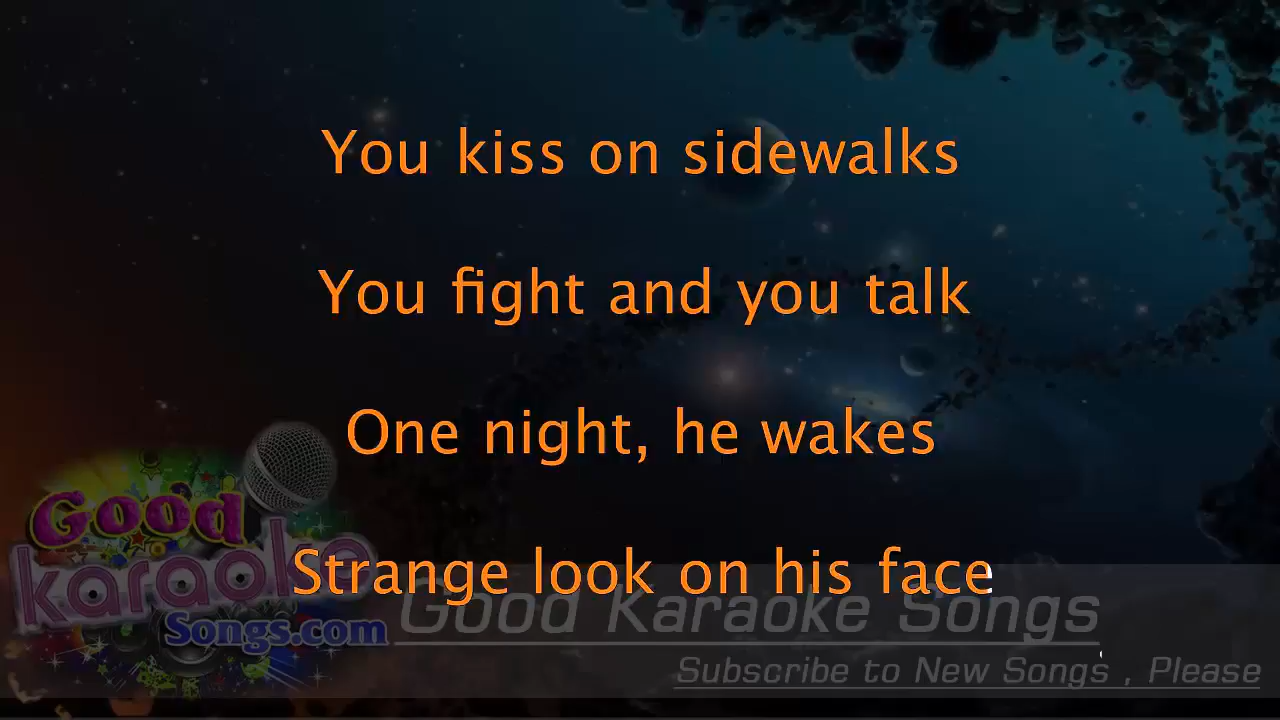 You kiss on sidewalks
You fight and you talk
One night, he wakes
Strange look on his face
Good
karaoke
Songs.com
Good Karaoke Songs
Subscribe to New Songs , Please